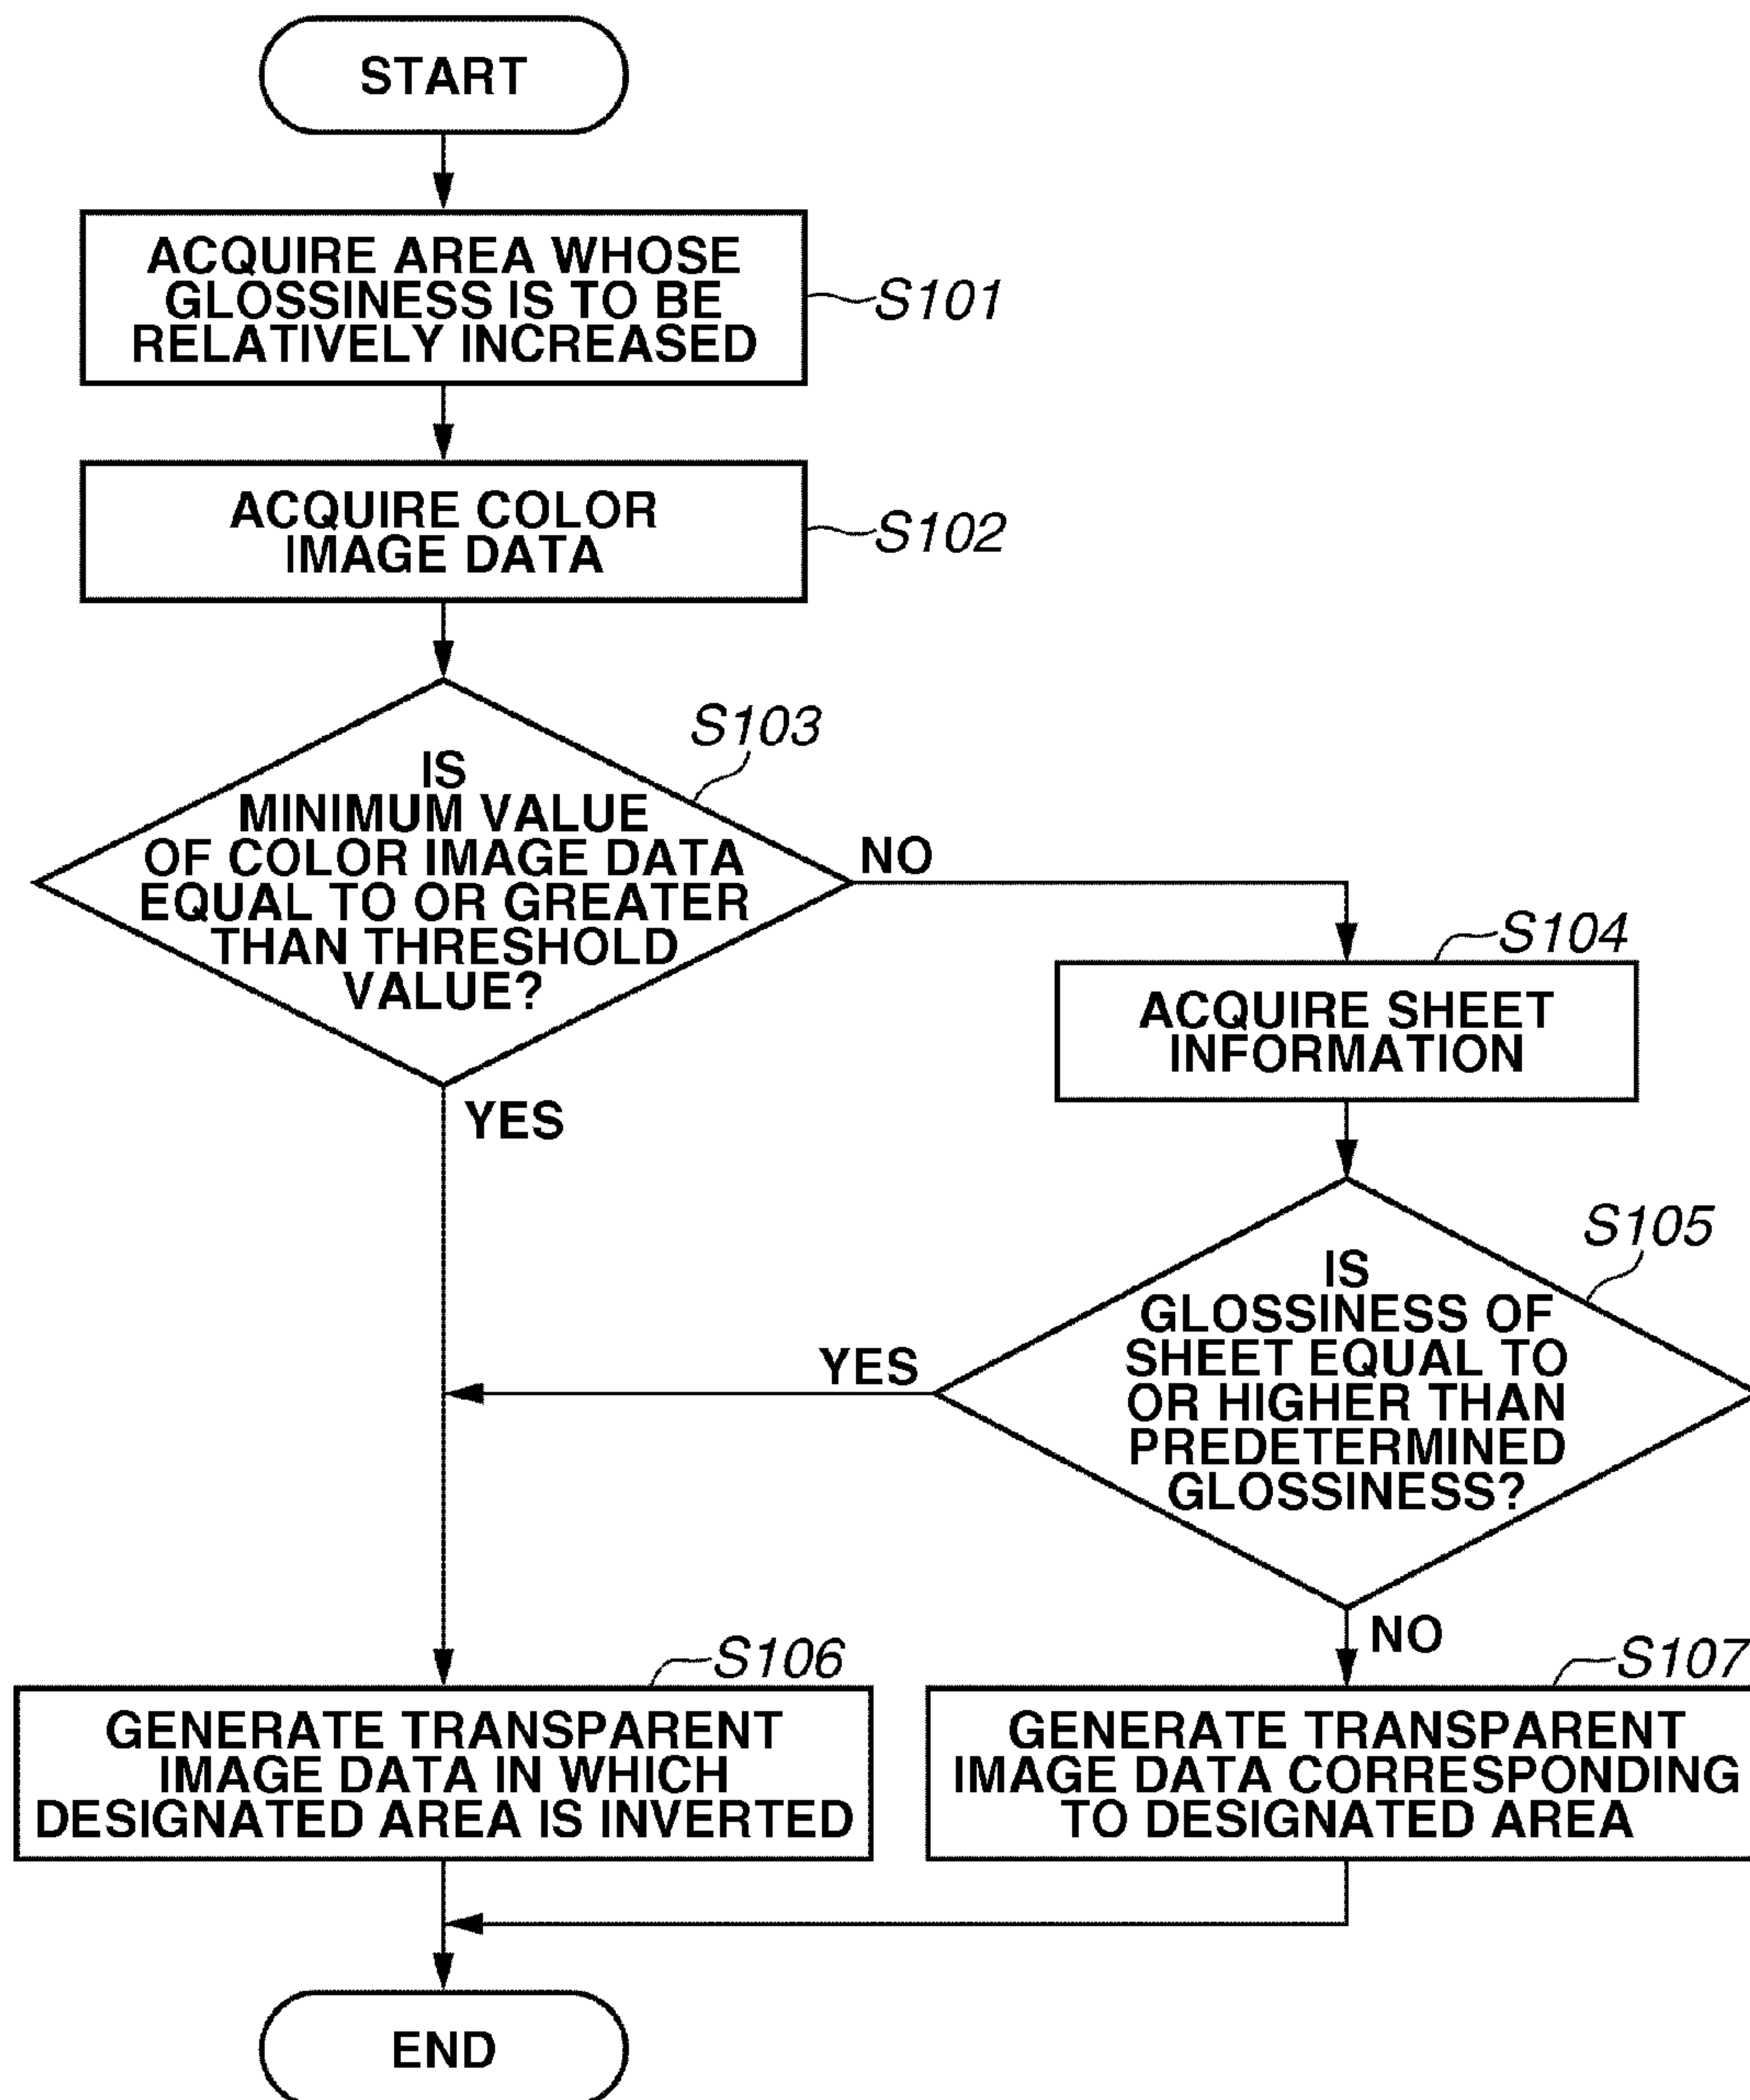 START
ACQUIRE AREA WHOSE
GLOSSINESS IS TO BE
RELATIVELY INCREASED
S101
ACQUIRE COLOR
IMAGE DATA
S102
S103
IS
MINIMUM VALUE
OF COLOR IMAGE DATA
EQUAL TO OR GREATER
THAN THRESHOLD
VALUE?
NO
YES
S104
ACQUIRE SHEET
INFORMATION
S105
IS
GLOSSINESS OF
SHEET EQUAL TO
OR HIGHER THAN
PREDETERMINED
GLOSSINESS?
YES
NO
S106
GENERATE TRANSPARENT
IMAGE DATA IN WHICH
DESIGNATED AREA IS INVERTED
S107
GENERATE TRANSPARENT
IMAGE DATA CORRESPONDING
TO DESIGNATED AREA
END